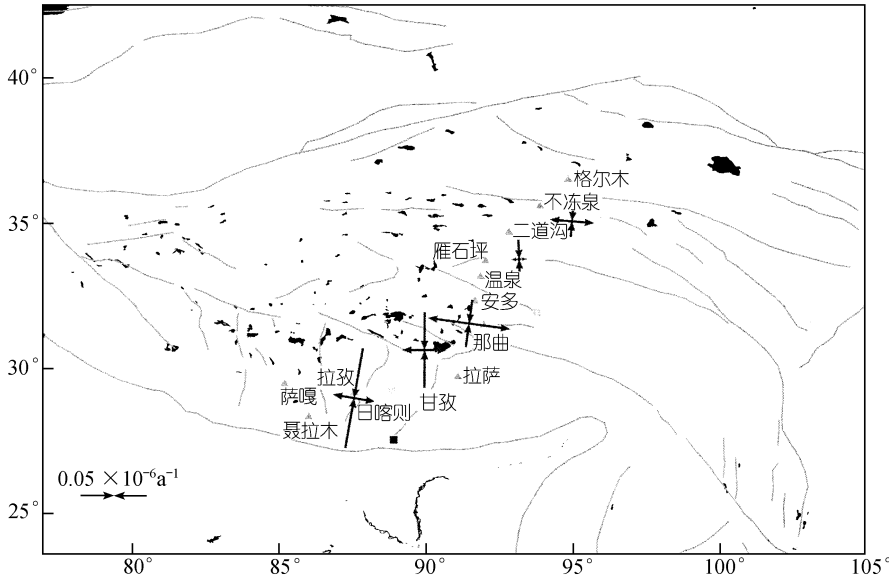 40°
格尔木
不冻泉
35°
二道沟
雁石坪
温泉
安多
那曲
30°
拉孜
拉萨
萨嘎
日喀则
甘孜
聂拉木
0.05 ×10⁻⁶a⁻¹
25°
80° 85° 90° 95° 100° 105°